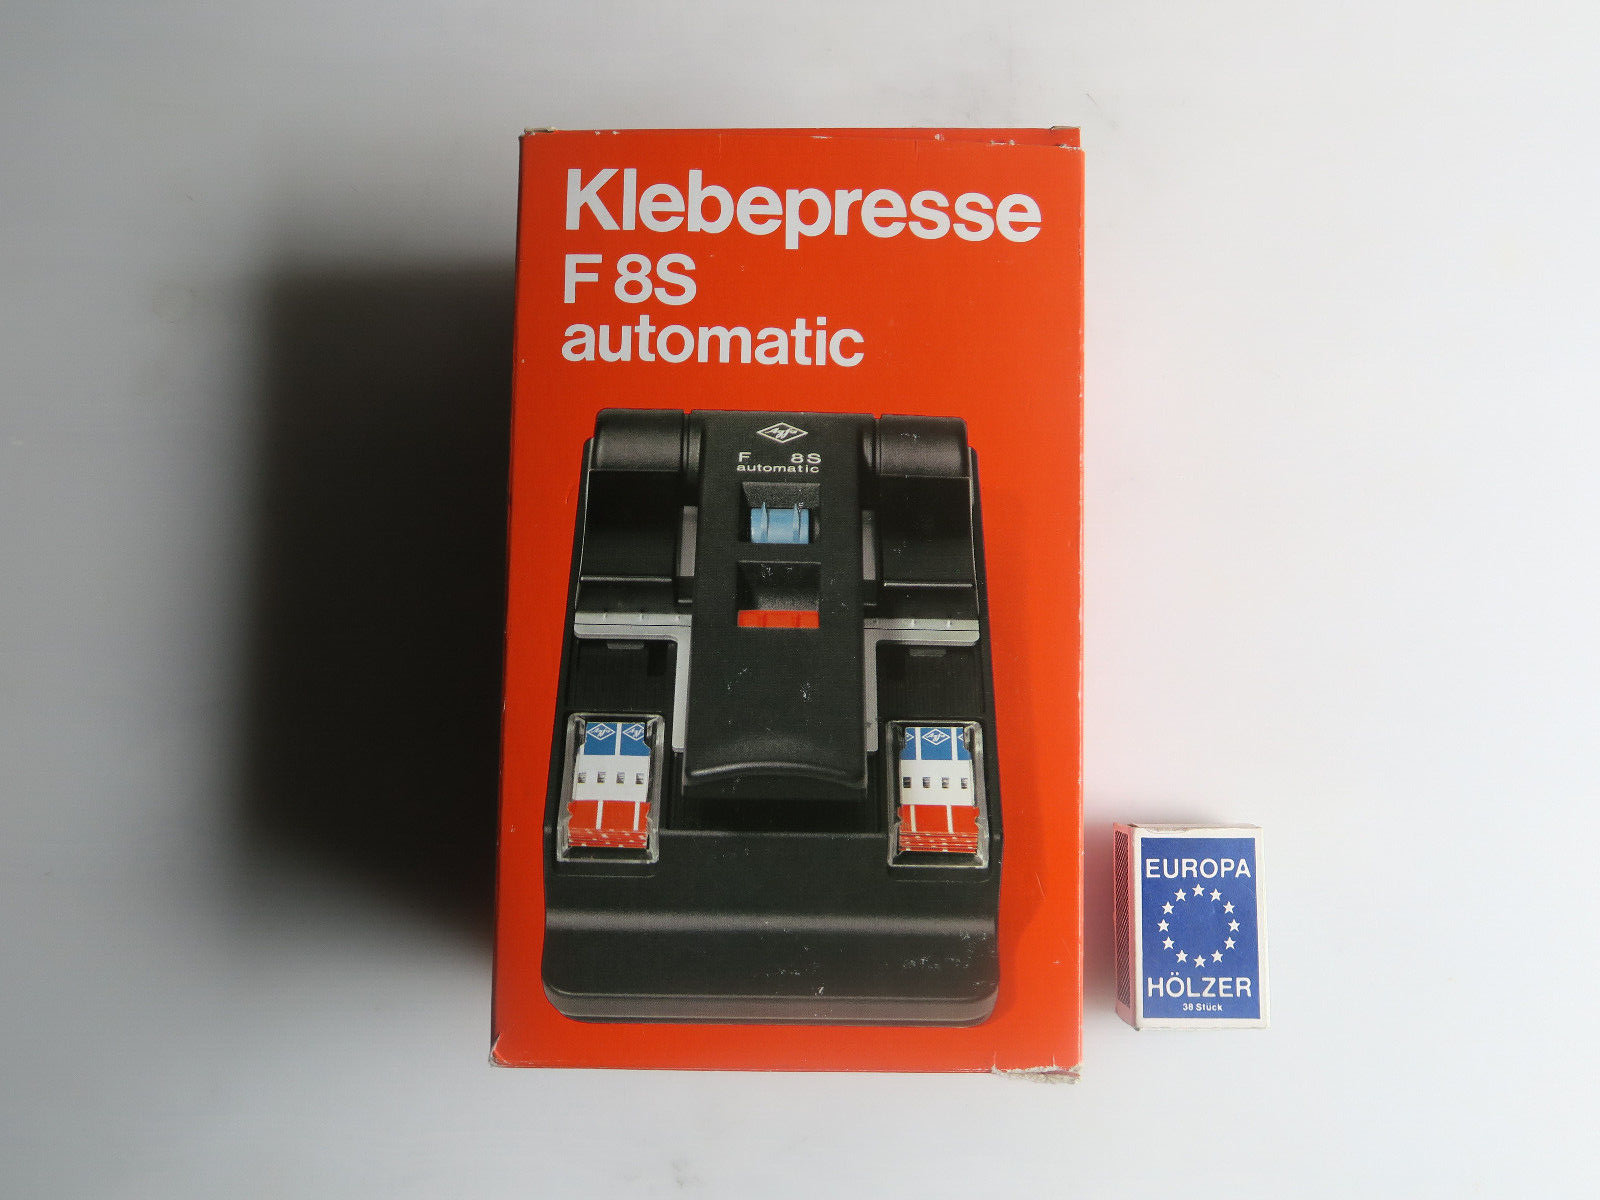 Klebepresse
F 8S
automatic
F 8S
automatic
EUROPA
HÖLZER
38 Stück